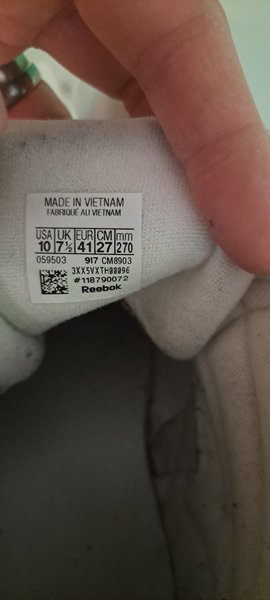 MADE IN VIETNAM
FABRIQUÉ AU VIETNAM
USA UK EUR CM mm
10 7½ 41 27 270
059503 917 CM8903
3XX5VXTH00096
#118790072
Reebok